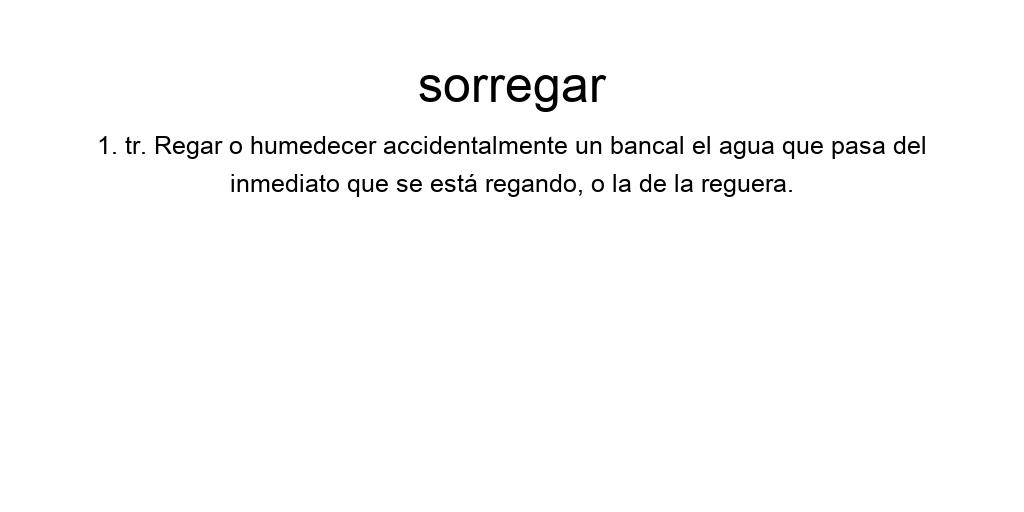 sorregar
1. tr. Regar o humedecer accidentalmente un bancal el agua que pasa del
inmediato que se está regando, o la de la reguera.